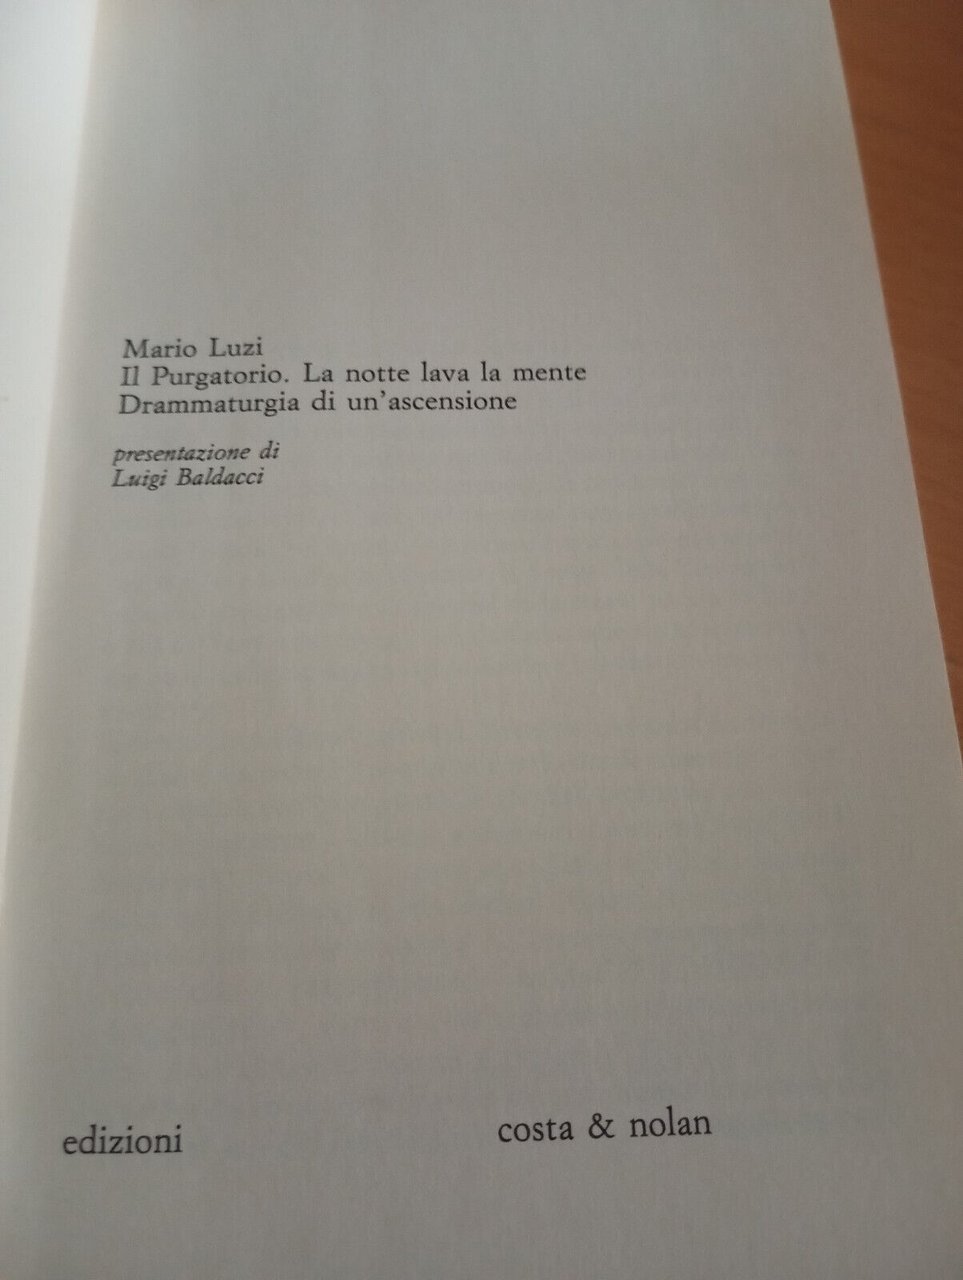 Mario Luzi
Il Purgatorio. La notte lava la mente
Drammaturgia di un'ascensione
presentazione di
Luigi Baldacci
edizioni costa & nolan